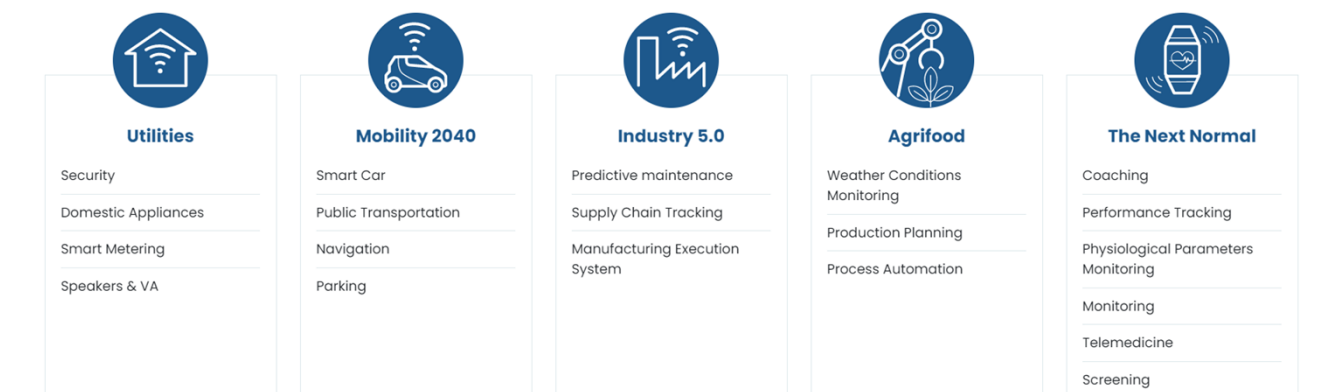 Utilities
Security
Domestic Appliances
Smart Metering
Speakers & VA
Mobility 2040
Smart Car
Public Transportation
Navigation
Parking
Industry 5.0
Predictive maintenance
Supply Chain Tracking
Manufacturing Execution
System
Agrifood
Weather Conditions
Monitoring
Production Planning
Process Automation
The Next Normal
Coaching
Performance Tracking
Physiological Parameters
Monitoring
Monitoring
Telemedicine
Screening